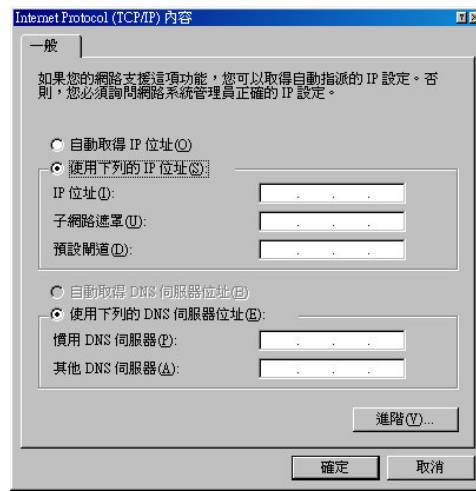 Internet Protocol (TCP/IP) 內容
一般
如果您的網路支援這項功能，您可以取得自動指派的 IP 設定。否
則，您必須詢問網路系統管理員正確的 IP 設定。
自動取得 IP 位址(O)
使用下列的 IP 位址(S):
IP 位址(I):
子網路遮罩(U):
預設閘道(D):
自動取得 DNS 伺服器位址(B)
使用下列的 DNS 伺服器位址(E):
慣用 DNS 伺服器(P):
其他 DNS 伺服器(A):
進階(V)...
確定 取消